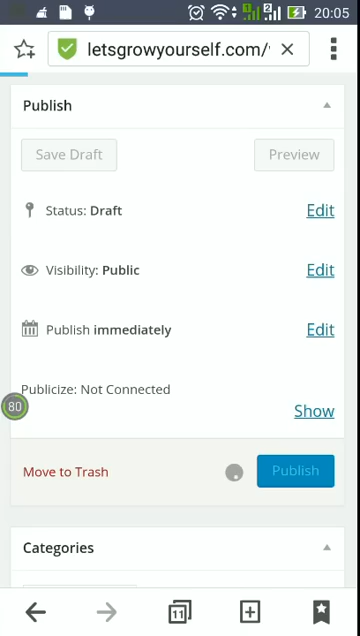 20:05
letsgrowyourself.com/
Publish
Save Draft
Preview
Status: Draft
Edit
Visibility: Public
Edit
Publish immediately
Edit
Publicize: Not Connected
80
Show
Move to Trash
Publish
Categories
11